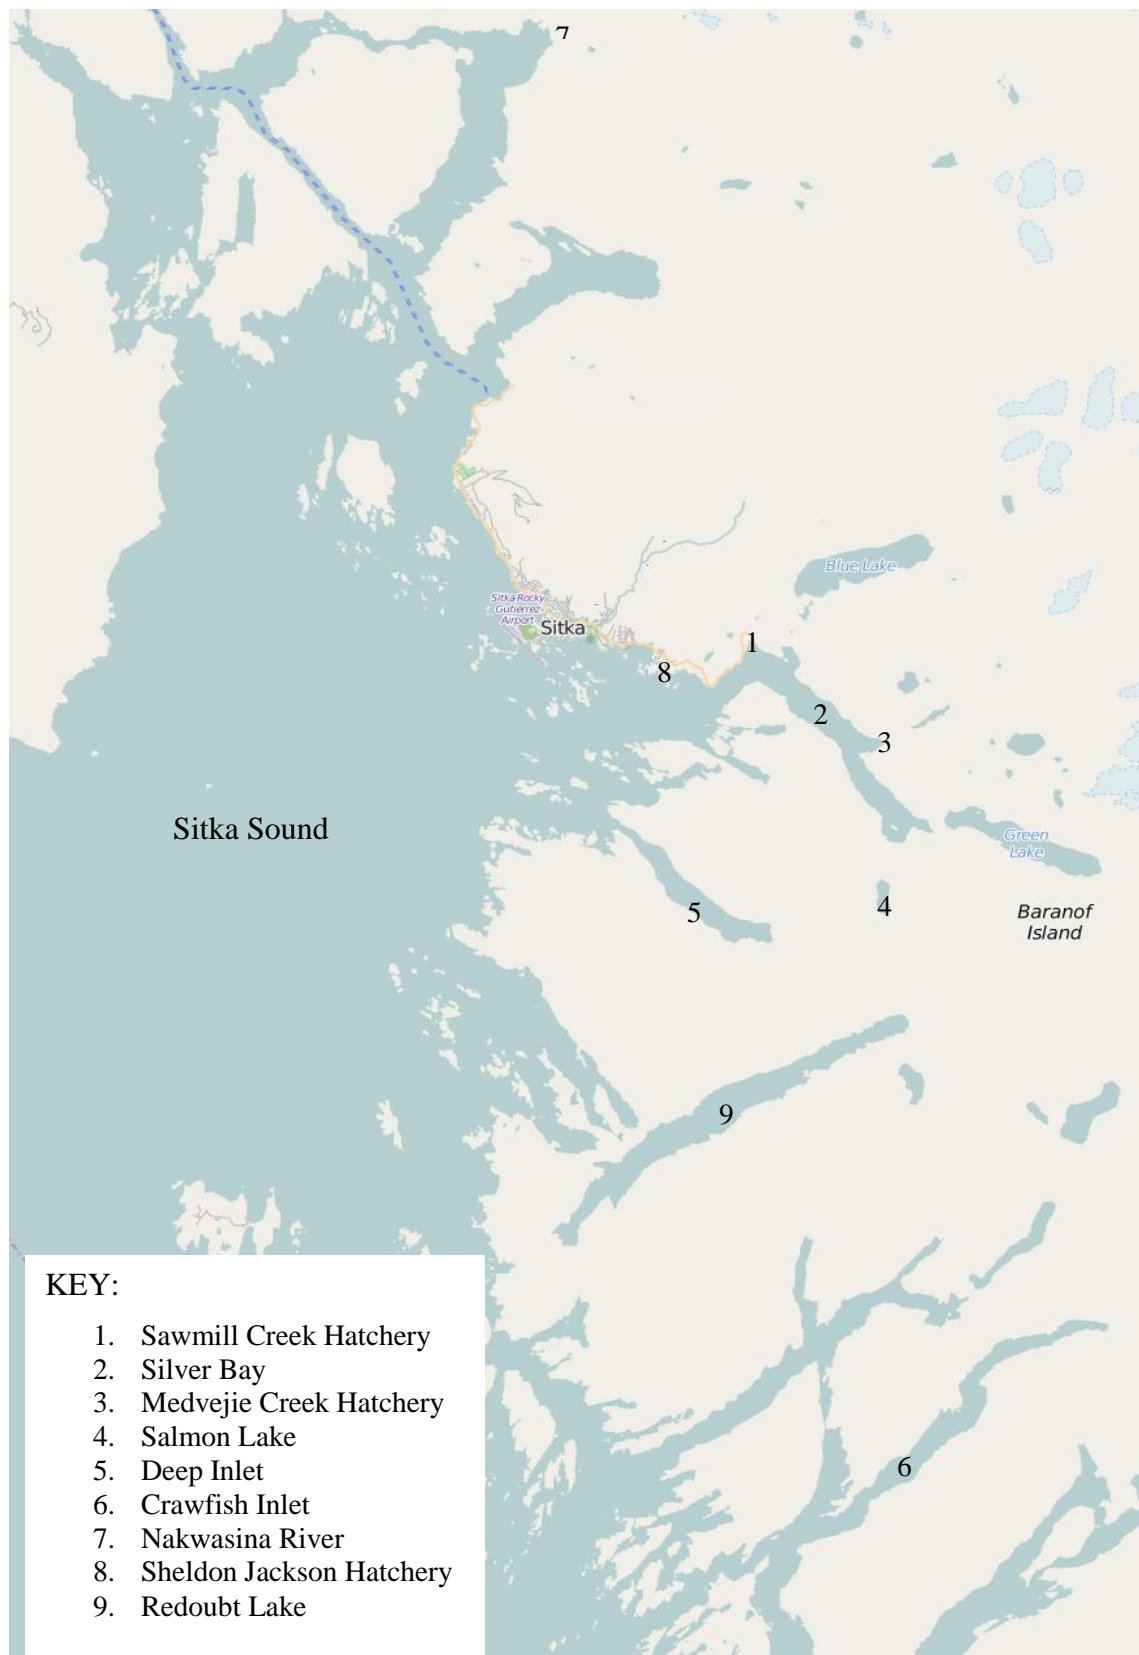 7
Blue Lake
Sitka Rocky
Gutierrez
Airport
Sitka
1
8
2
3
Sitka Sound
Green
Lake
4
5
Baranof
Island
9
6
KEY:
1. Sawmill Creek Hatchery
2. Silver Bay
3. Medvejie Creek Hatchery
4. Salmon Lake
5. Deep Inlet
6. Crawfish Inlet
7. Nakwasina River
8. Sheldon Jackson Hatchery
9. Redoubt Lake